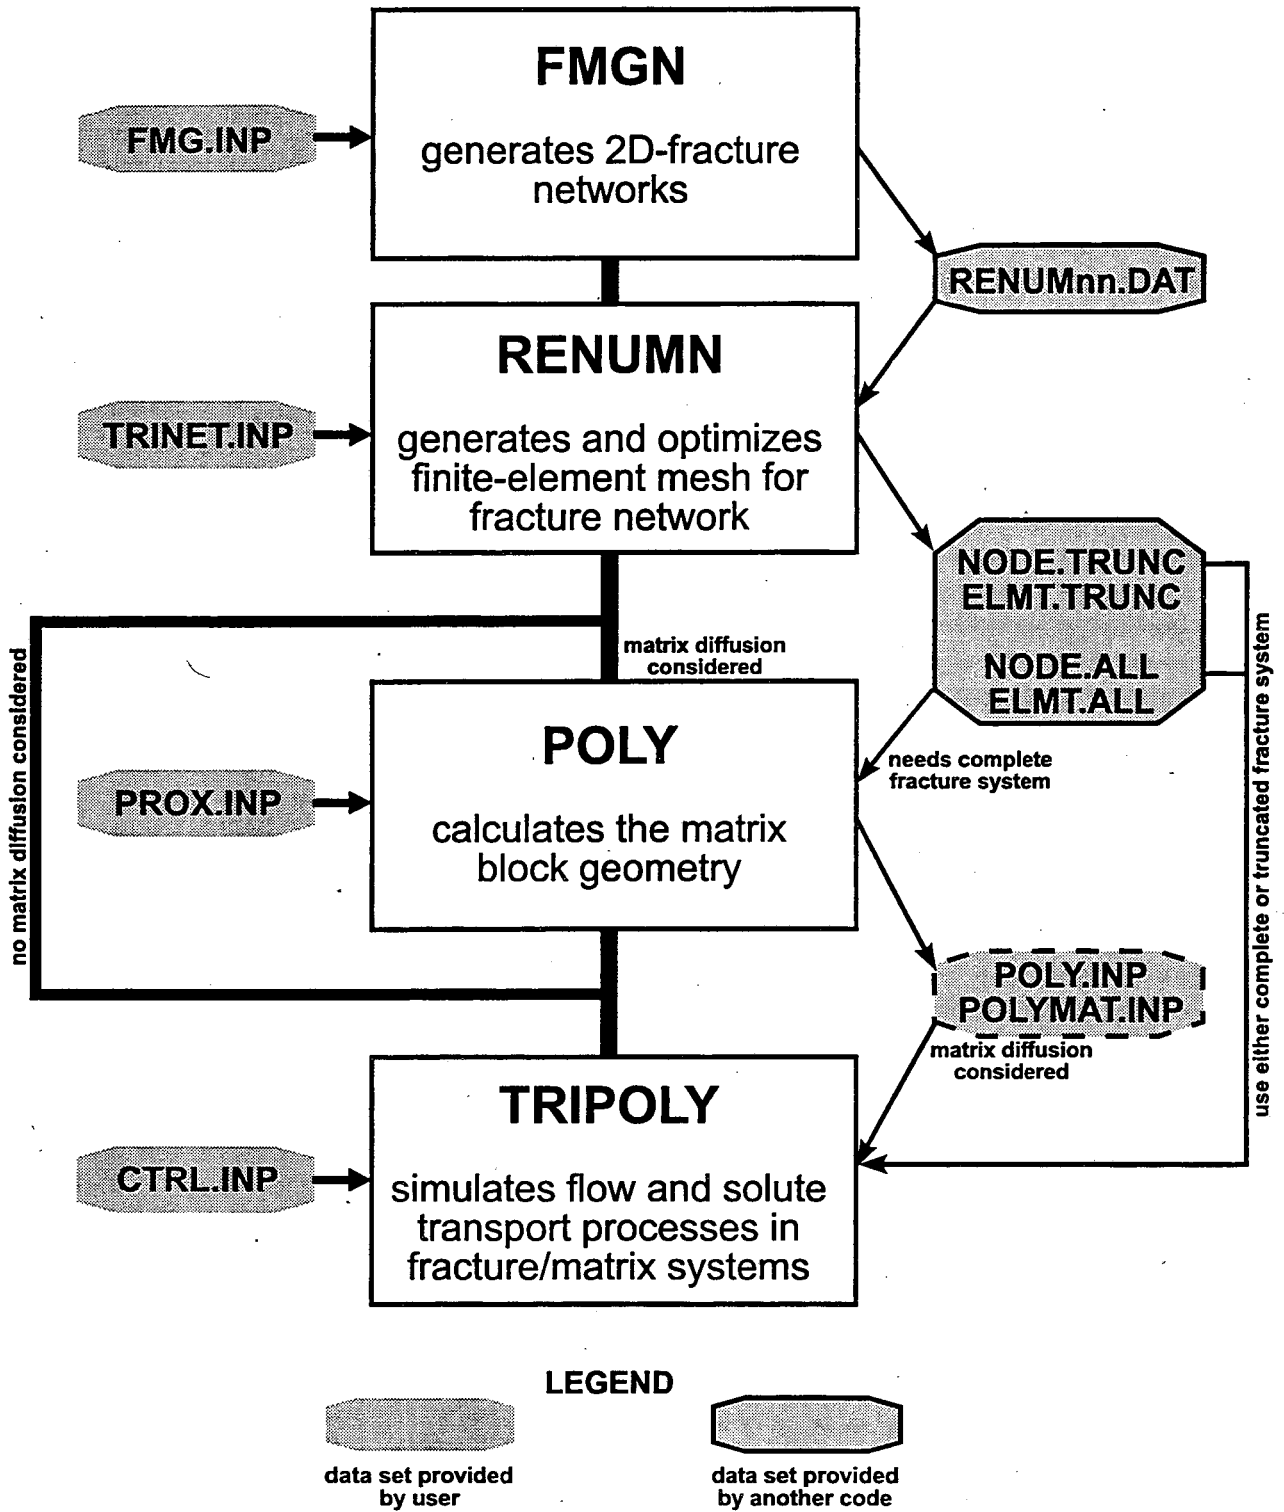 FMGN
generates 2D-fracture
networks
FMG.INP
RENUMnn.DAT
RENUMN
generates and optimizes
finite-element mesh for
fracture network
TRINET.INP
NODE.TRUNC
ELMT.TRUNC
NODE.ALL
ELMT.ALL
matrix diffusion
considered
no matrix diffusion considered
use either complete or truncated fracture system
needs complete
fracture system
POLY
calculates the matrix
block geometry
PROX.INP
POLY.INP
POLYMAT.INP
matrix diffusion
considered
TRIPOLY
simulates flow and solute
transport processes in
fracture/matrix systems
CTRL.INP
LEGEND
data set provided
by user
data set provided
by another code